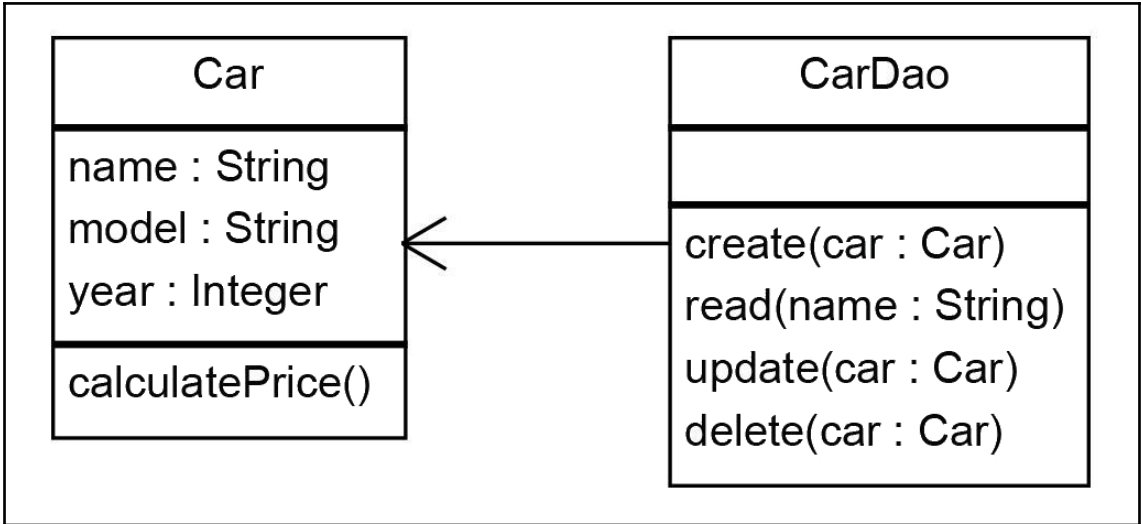 Car
name : String
model : String
year : Integer
calculatePrice()
CarDao
create(car : Car)
read(name : String)
update(car : Car)
delete(car : Car)